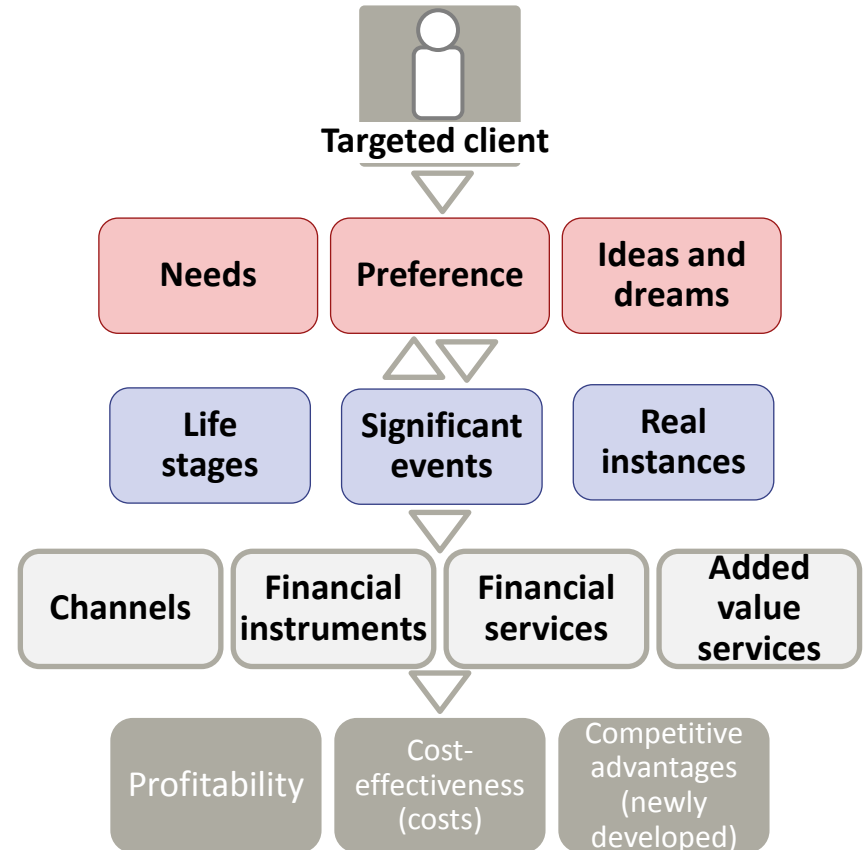 Targeted client
Needs
Preference
Ideas and
dreams
Life
stages
Significant
events
Real
instances
Channels
Financial
instruments
Financial
services
Added
value
services
Profitability
Cost-
effectiveness
(costs)
Competitive
advantages
(newly
developed)